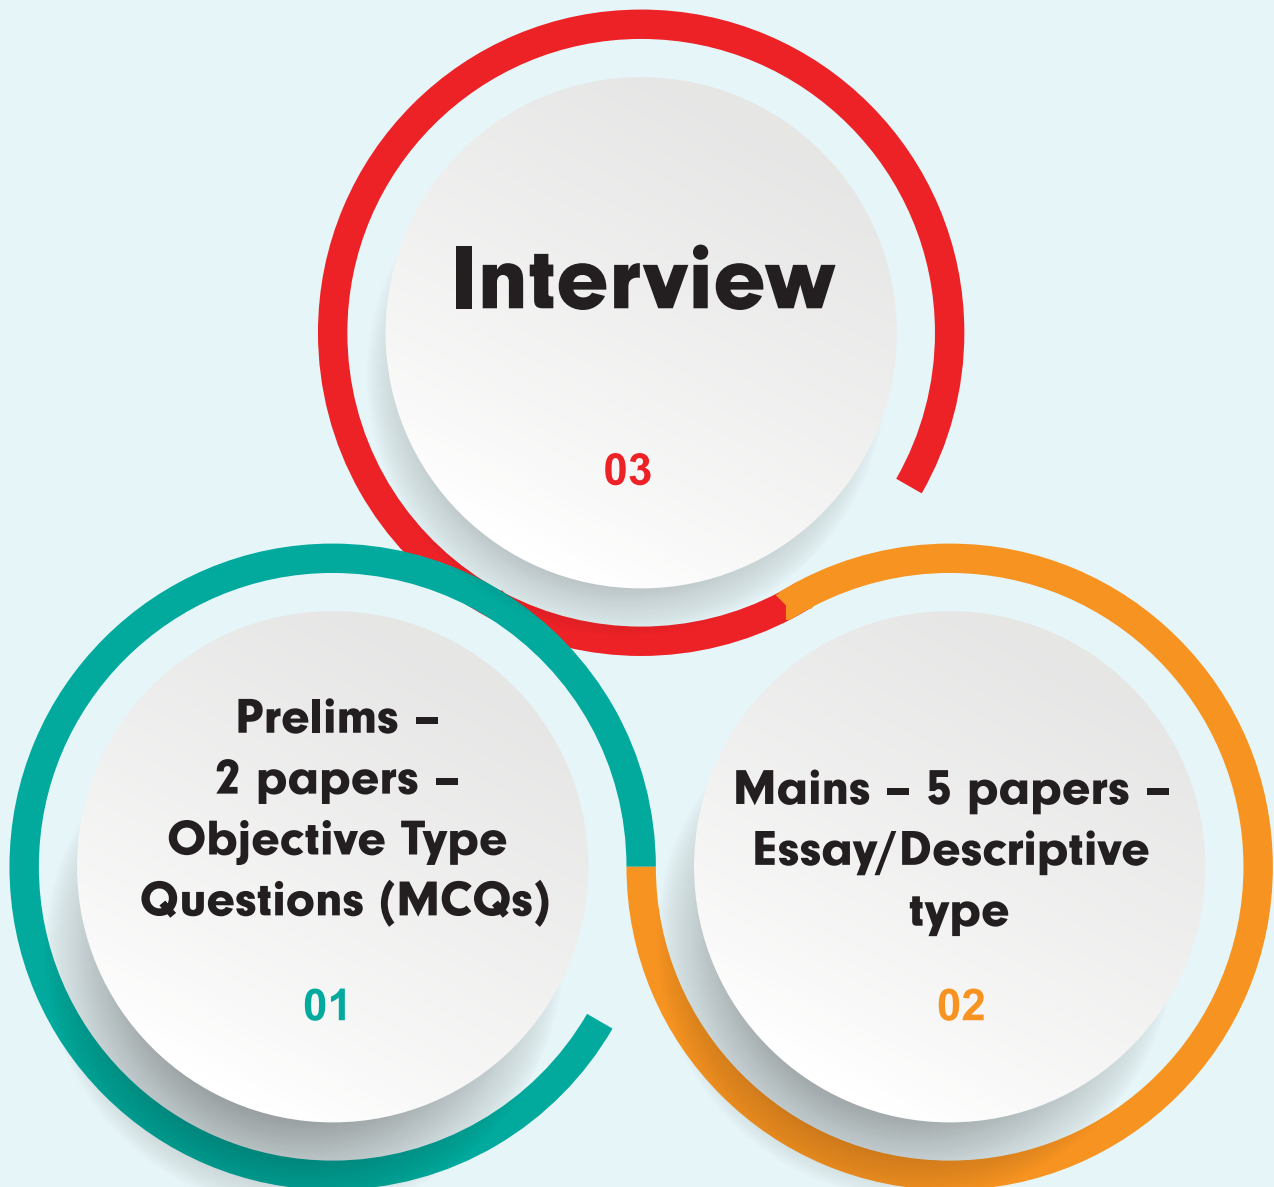 Interview
03
Prelims –
2 papers –
Objective Type
Questions (MCQs)
01
Mains – 5 papers –
Essay/Descriptive
type
02